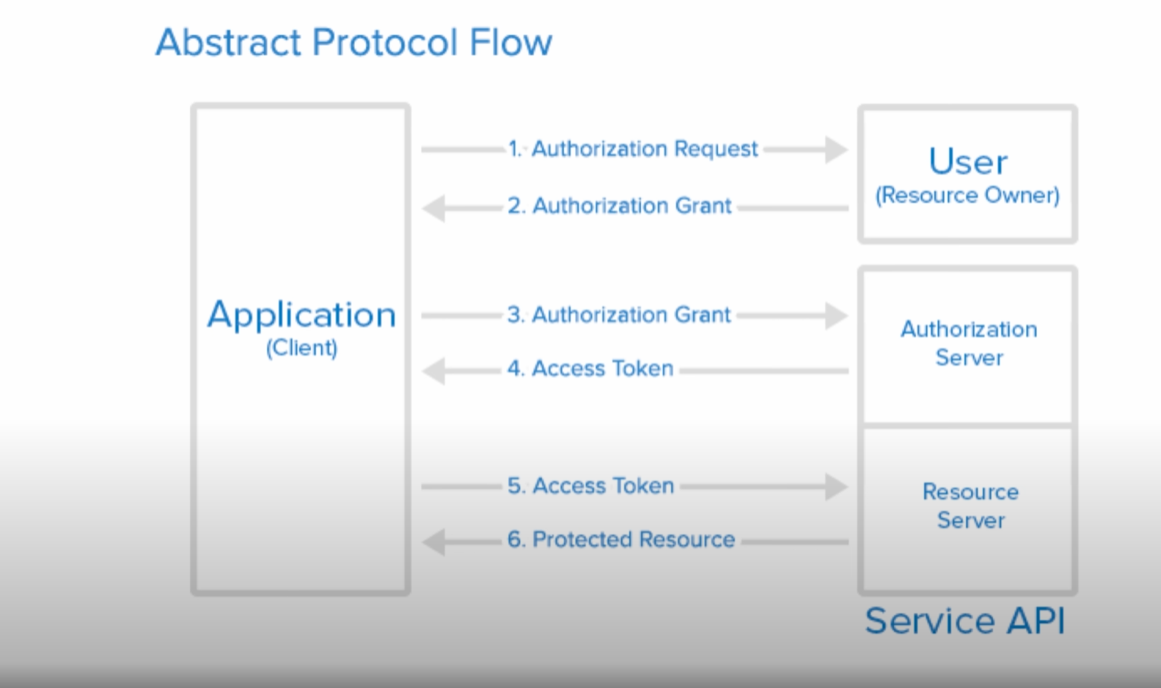 Abstract Protocol Flow
1. Authorization Request
User
(Resource Owner)
2. Authorization Grant
Application
(Client)
3. Authorization Grant
Authorization
Server
4. Access Token
5. Access Token
Resource
Server
6. Protected Resource
Service API